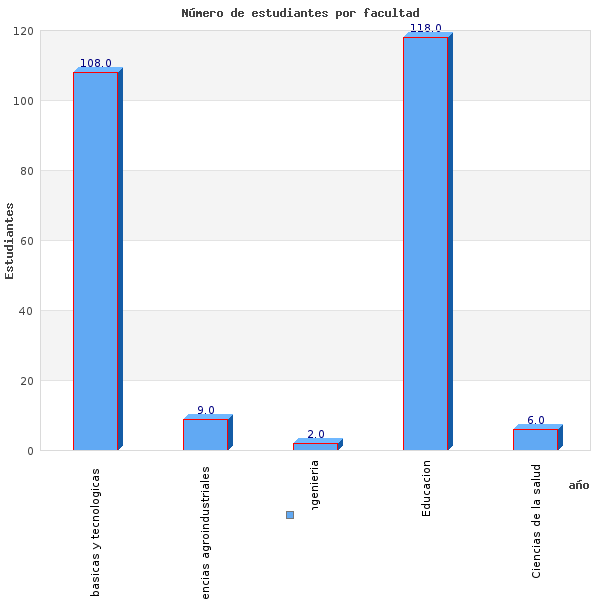 Número de estudiantes por facultad
120
100
80
60
40
20
0
Estudiantes
108.0
9.0
2.0
118.0
6.0
basicas y tecnologicas
encias agroindustriales
ngenieria
Educacion
Ciencias de la salud
año